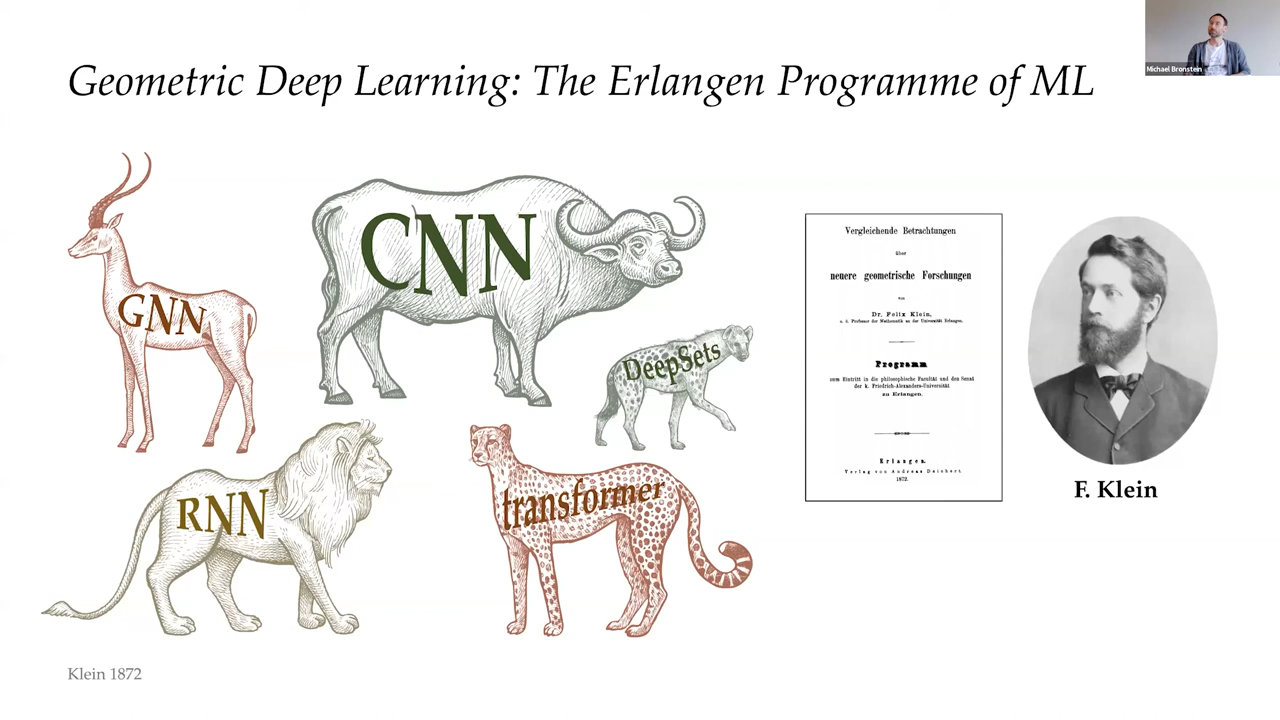 Michael Bronstein
Geometric Deep Learning: The Erlangen Programme of ML
GNN
CNN
DeepSets
RNN
transformer
Vergleichende Betrachtungen
über
neuere geometrische Forschungen
von
Dr. Felix Klein,
o. ö. Professor der Mathematik an der Universität Erlangen.
Programm
zum Eintritt in die philosophische Facultät und den Senat
der k. Friedrich-Alexanders-Universität
zu Erlangen.
Erlangen.
Verlag von Andreas Deichert
1872.
F. Klein
Klein 1872